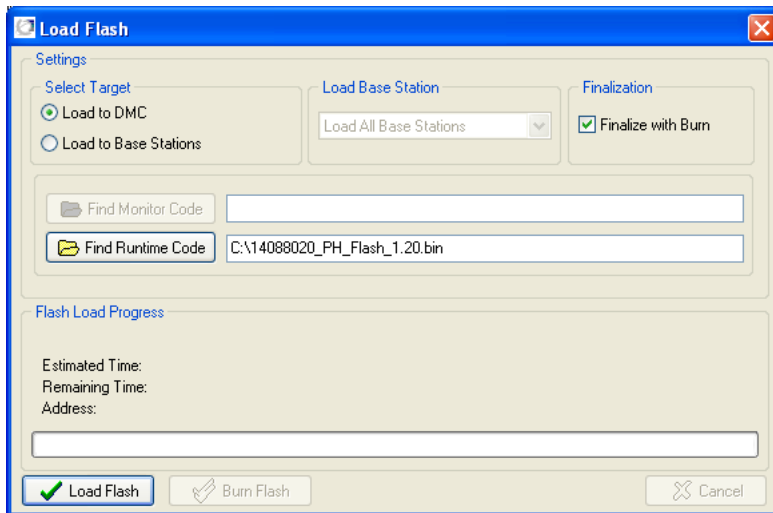 Load Flash
Settings
Select Target
Load to DMC
Load to Base Stations
Load Base Station
Load All Base Stations
Finalization
Finalize with Burn
Find Monitor Code
Find Runtime Code
C:\14088020_PH_Flash_1.20.bin
Flash Load Progress
Estimated Time:
Remaining Time:
Address:
Load Flash
Burn Flash
Cancel